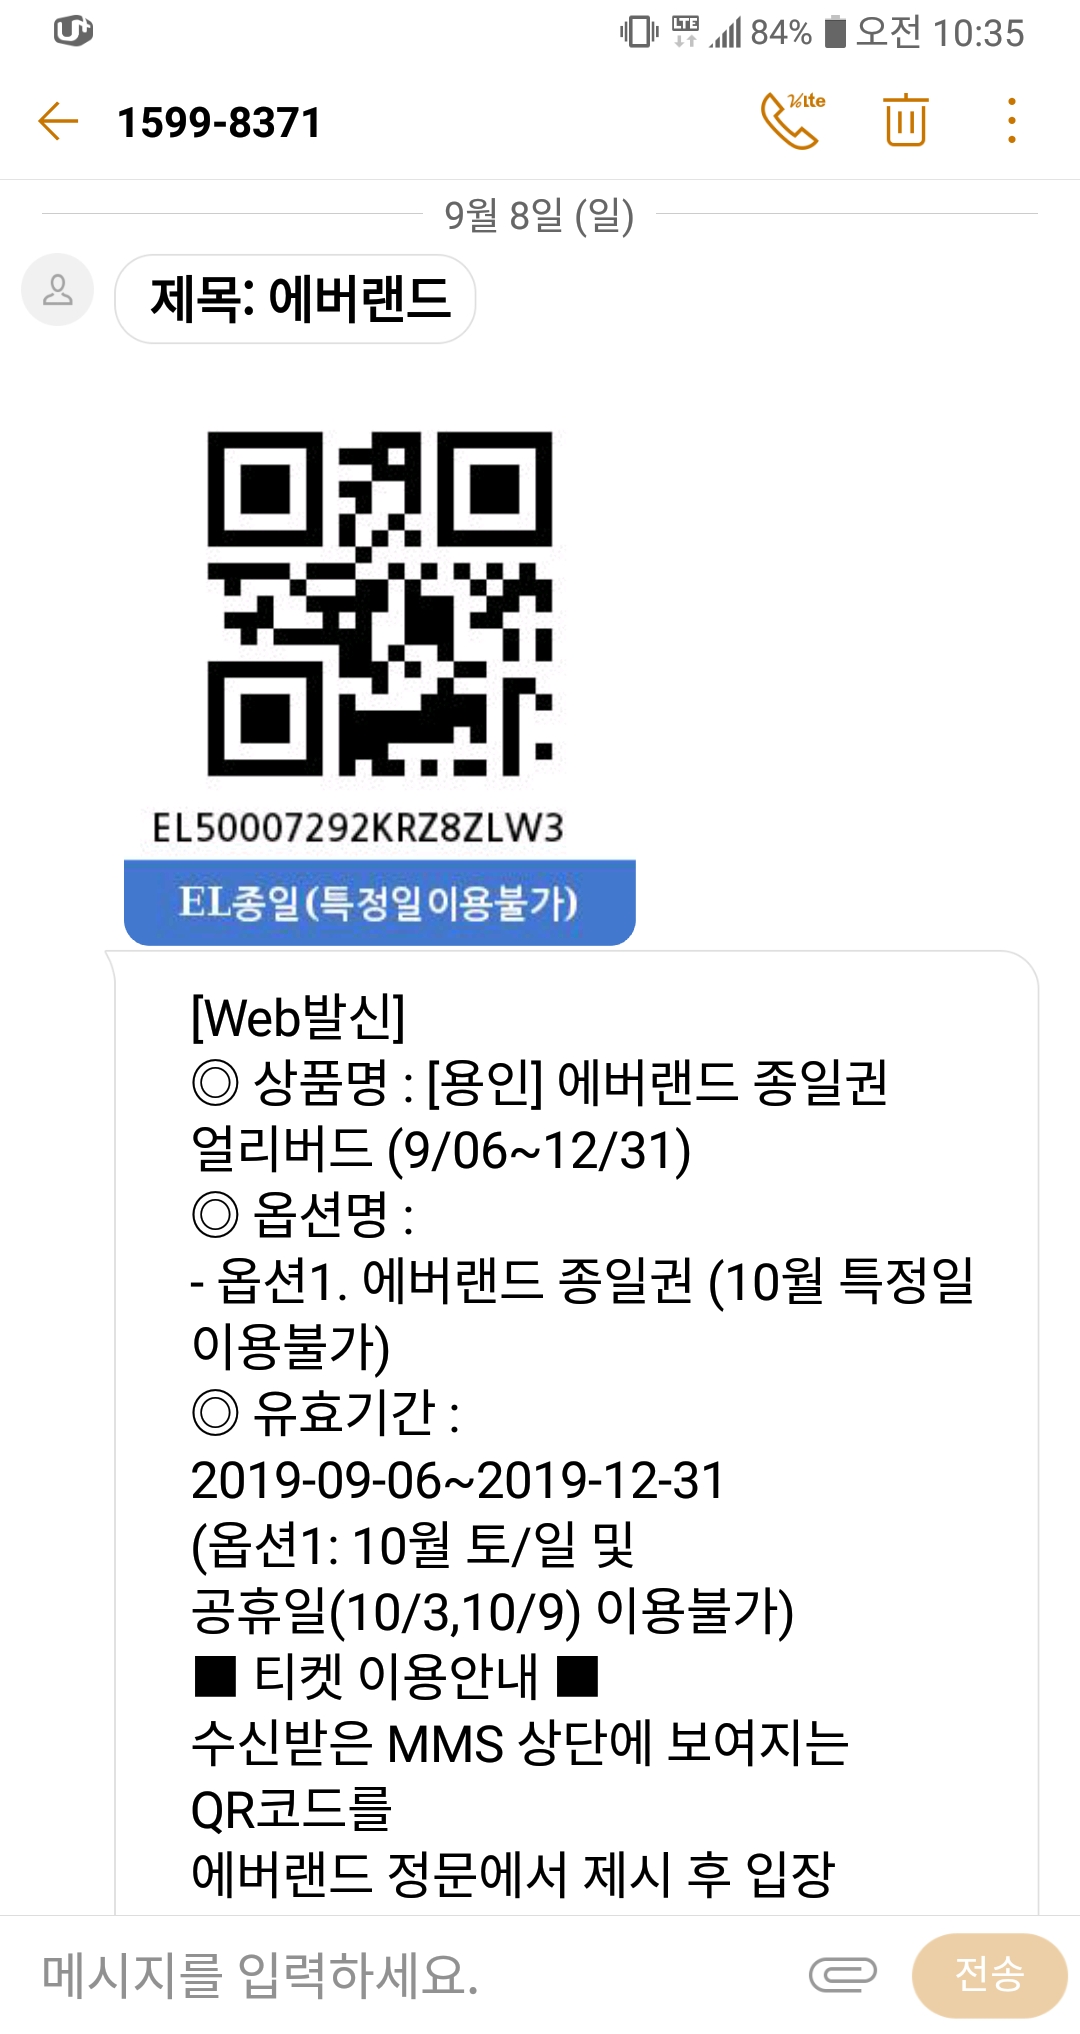 LTE 84% 오전 10:35
1599-8371
Volte
9월 8일 (일)
제목: 에버랜드
EL50007292KRZ8ZLW3
EL종일(특정일이용불가)
[Web발신]
◎ 상품명 : [용인] 에버랜드 종일권
얼리버드 (9/06~12/31)
◎ 옵션명 :
- 옵션1. 에버랜드 종일권 (10월 특정일
이용불가)
◎ 유효기간 :
2019-09-06~2019-12-31
(옵션1: 10월 토/일 및
공휴일(10/3,10/9) 이용불가)
■ 티켓 이용안내 ■
수신받은 MMS 상단에 보여지는
QR코드를
에버랜드 정문에서 제시 후 입장
메시지를 입력하세요.
전송